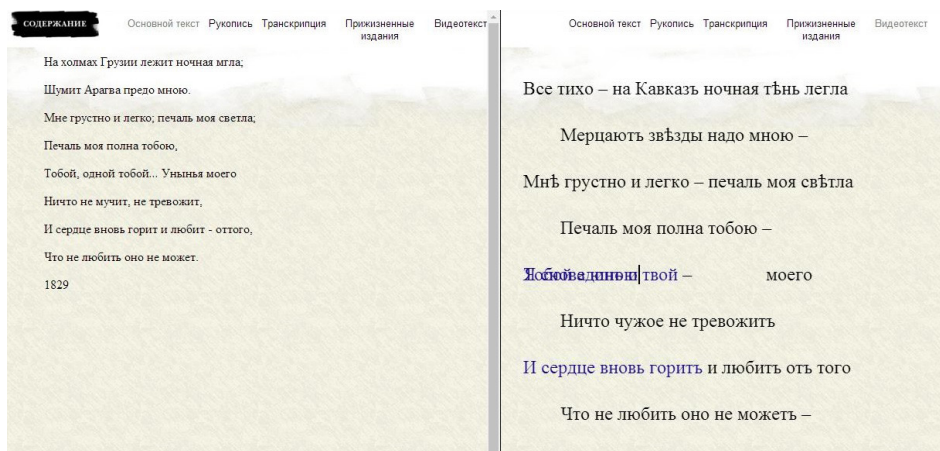 СОДЕРЖАНИЕ
Основной текст Рукопись Транскрипция Прижизненные издания Видеотекст
На холмах Грузии лежит ночная мгла;
Шумит Арагва предо мною.
Мне грустно и легко; печаль моя светла;
Печаль моя полна тобою,
Тобой, одной тобой... Унынья моего
Ничто не мучит, не тревожит,
И сердце вновь горит и любит - оттого,
Что не любить оно не может.
1829
Основной текст Рукопись Транскрипция Прижизненные издания Видеотекст
Все тихо – на Кавказъ ночная тѣнь легла
Мерцаютъ звѣзды надо мною –
Мнѣ грустно и легко – печаль моя свѣтла
Печаль моя полна тобою –
твой – моего
Ничто чужое не тревожитъ
И сердце вновь горитъ и любитъ отъ того
Что не любить оно не можетъ –